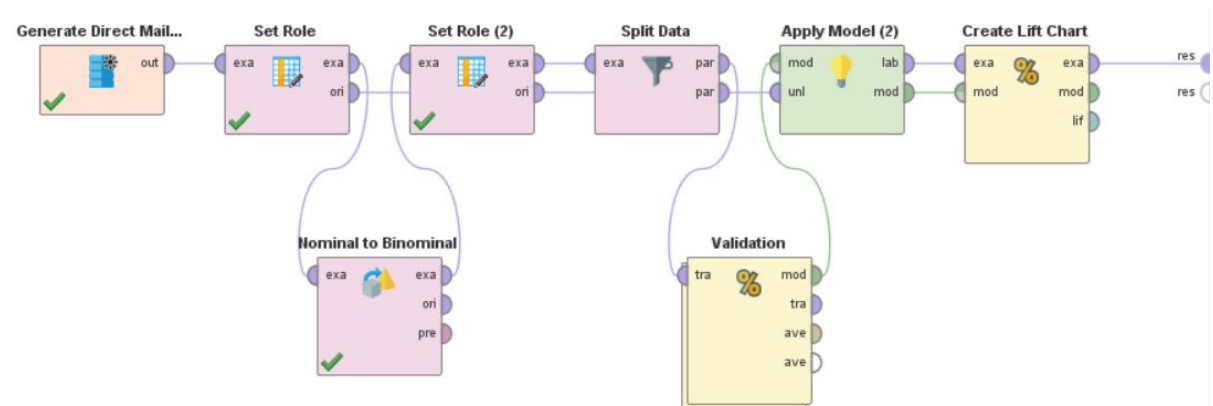 Generate Direct Mail...
out
Set Role
exa exa
ori
Set Role (2)
exa exa
ori
Split Data
exa par
par
Apply Model (2)
mod lab
unl mod
Create Lift Chart
exa exa
mod mod
lif
res
res
Nominal to Binominal
exa exa
ori
pre
Validation
tra mod
tra
ave
ave